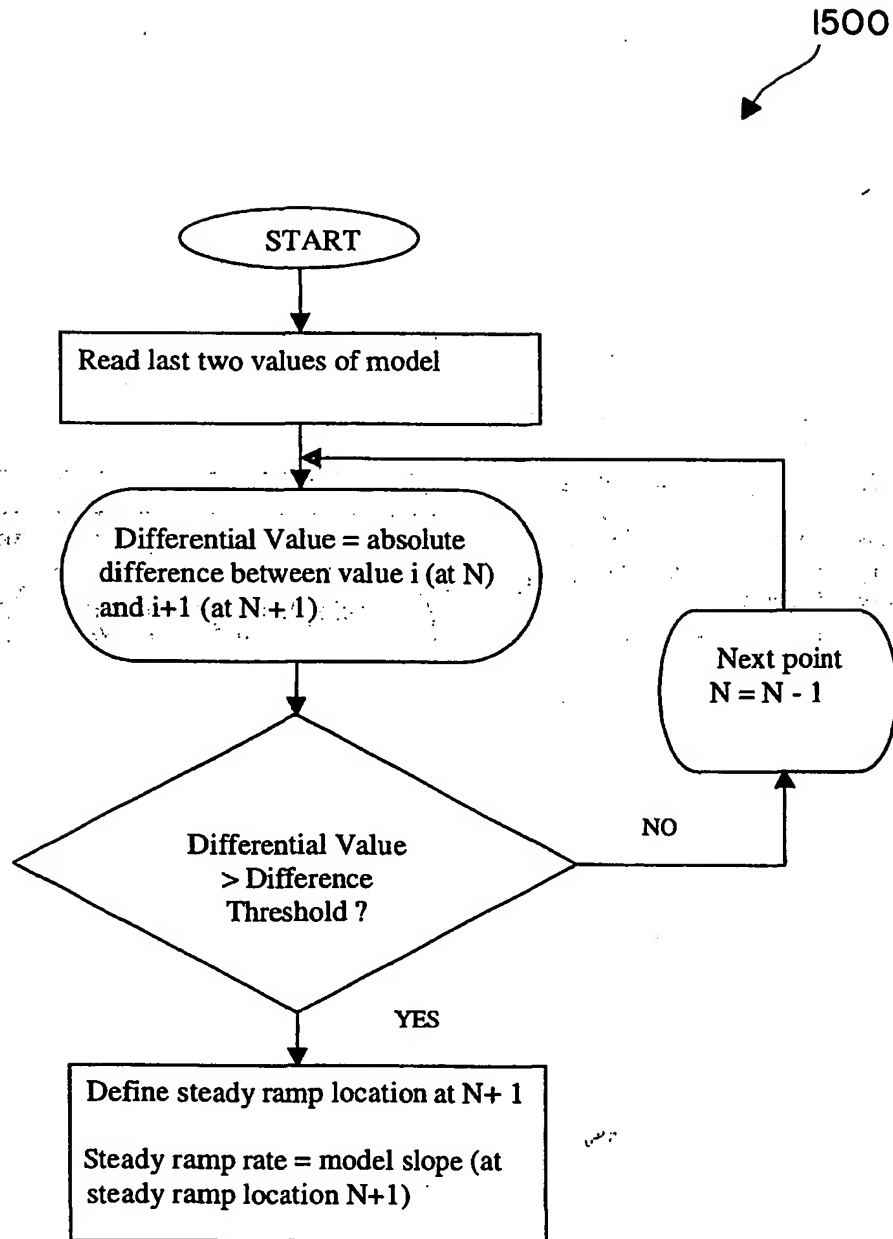 1500
START
Read last two values of model
Differential Value = absolute
difference between value i (at N)
and i+1 (at N + 1)
Next point
N = N - 1
Differential Value
> Difference
Threshold ?
NO
YES
Define steady ramp location at N+ 1
Steady ramp rate = model slope (at
steady ramp location N+1)